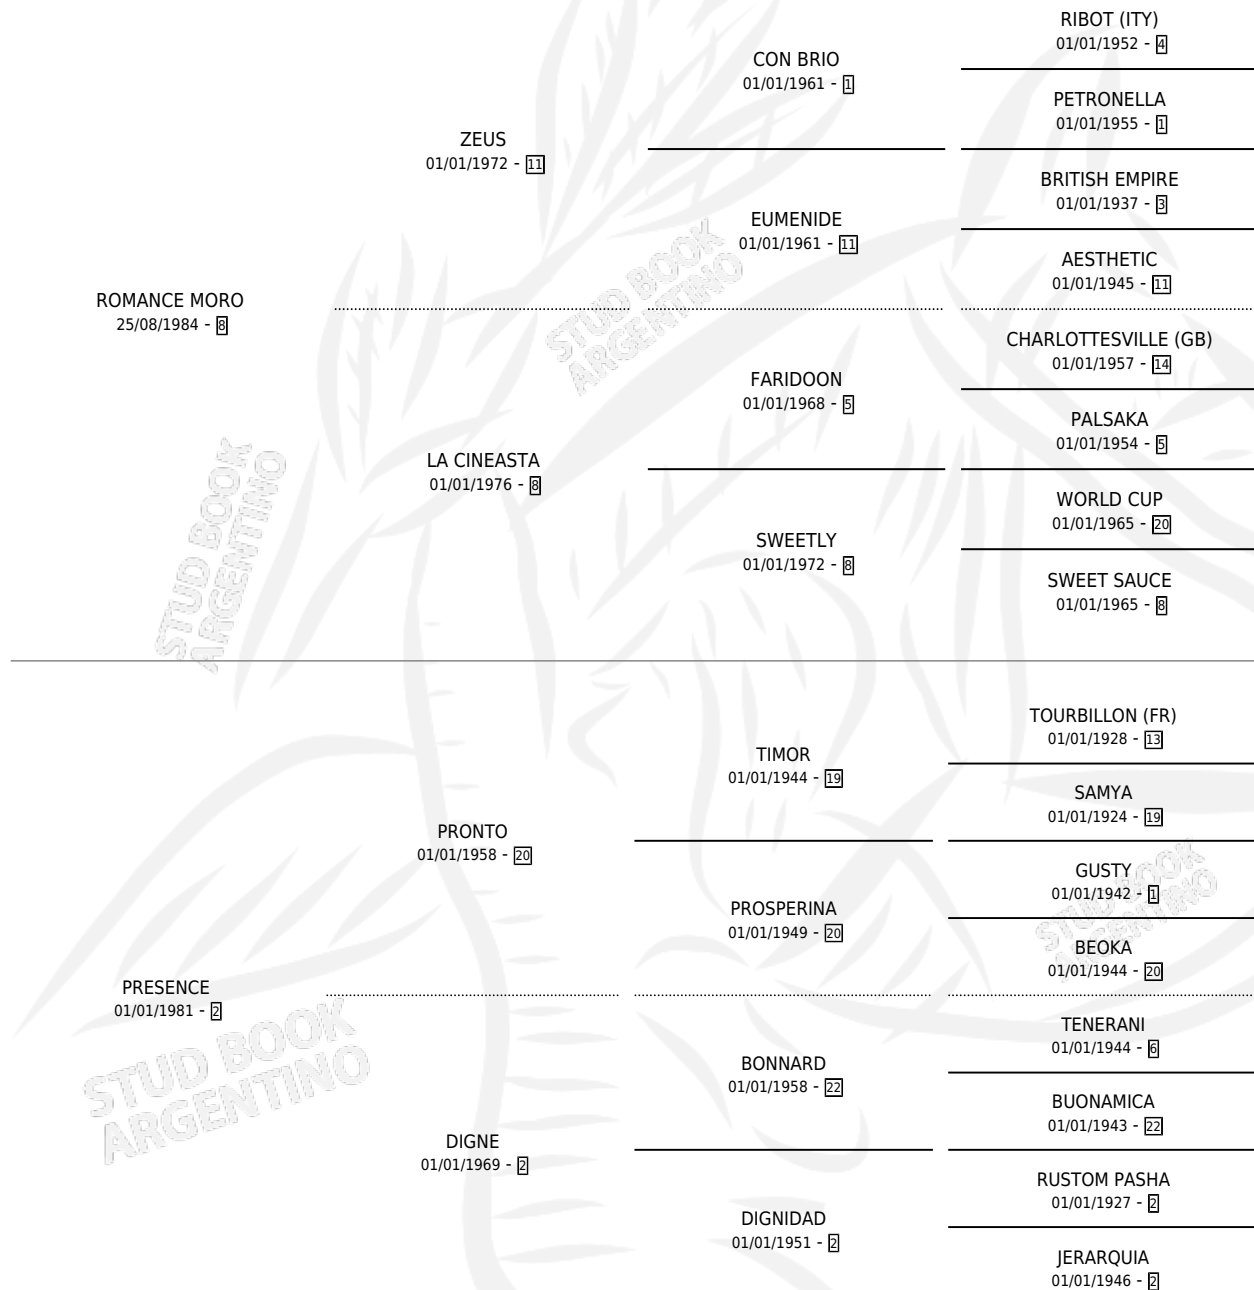 RIBOT (ITY)
01/01/1952 - 4
CON BRIO
01/01/1961 - 1
PETRONELLA
01/01/1955 - 1
ZEUS
01/01/1972 - 11
BRITISH EMPIRE
01/01/1937 - 3
EUMENIDE
01/01/1961 - 11
AESTHETIC
01/01/1945 - 11
ROMANCE MORO
25/08/1984 - 8
CHARLOTTESVILLE (GB)
01/01/1957 - 14
FARIDOON
01/01/1968 - 5
PALSAKA
01/01/1954 - 5
LA CINEASTA
01/01/1976 - 8
WORLD CUP
01/01/1965 - 20
SWEETLY
01/01/1972 - 8
SWEET SAUCE
01/01/1965 - 8
TOURBILLON (FR)
01/01/1928 - 13
TIMOR
01/01/1944 - 19
SAMYA
01/01/1924 - 19
PRONTO
01/01/1958 - 20
GUSTY
01/01/1942 - 1
PROSPERINA
01/01/1949 - 20
BEOKA
01/01/1944 - 20
PRESENCE
01/01/1981 - 2
TENERANI
01/01/1944 - 6
BONNARD
01/01/1958 - 22
BUONAMICA
01/01/1943 - 22
DIGNE
01/01/1969 - 2
RUSTOM PASHA
01/01/1927 - 2
DIGNIDAD
01/01/1951 - 2
JERARQUIA
01/01/1946 - 2
STUD BOOK
ARGENTINO
STUD BOOK
ARGENTINO
STUD BOOK
ARGENTINO
STUD BOOK
ARGENTINO